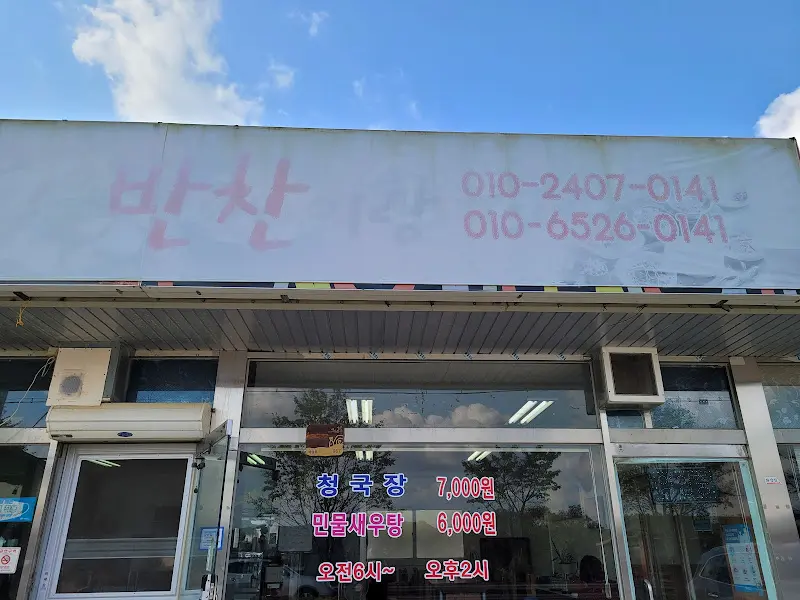 반찬
010-2407-0141
010-6526-0141
청국장 7,000원
민물새우탕 6,000원
오전6시~ 오후2시